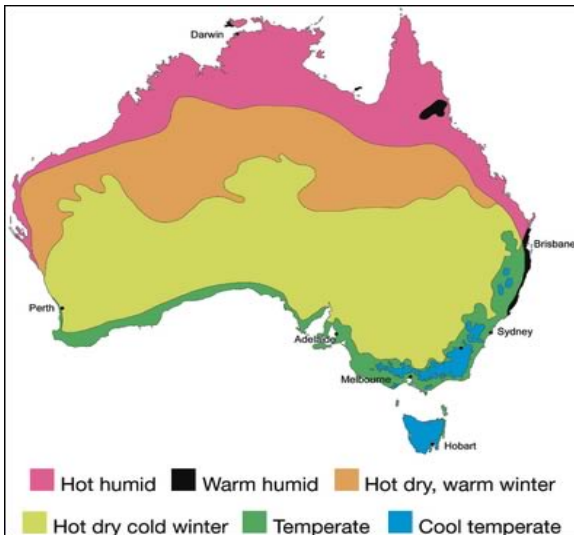 Darwin
Brisbane
Perth
Sydney
Adelaide
Melbourne
Hobart
Hot humid
Warm humid
Hot dry, warm winter
Hot dry cold winter
Temperate
Cool temperate